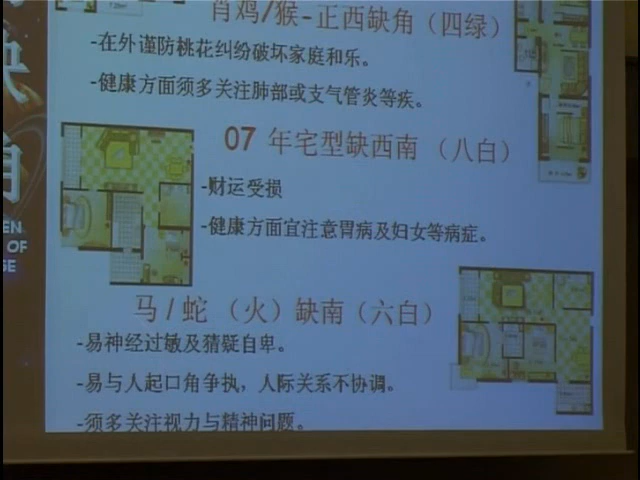 肖鸡/猴-正西缺角（四绿）
-在外谨防桃花纠纷破坏家庭和乐。
-健康方面须多关注肺部或支气管炎等疾。
07 年宅型缺西南（八白）
-财运受损
-健康方面宜注意胃病及妇女等病症。
马/蛇（火）缺南（六白）
-易神经过敏及猜疑自卑。
-易与人起口角争执，人际关系不协调。
-须多关注视力与精神问题。
缺
角
EN
OF
GE